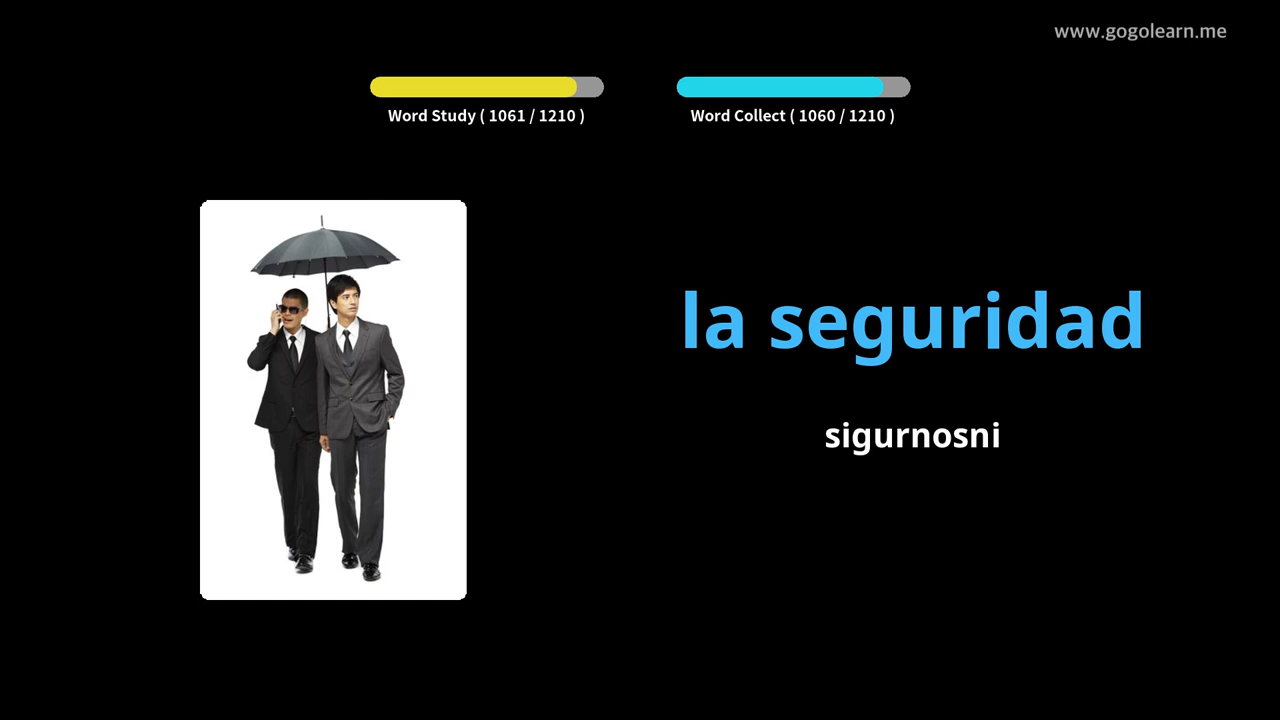 www.gogolearn.me
Word Study ( 1061 / 1210 )
Word Collect ( 1060 / 1210 )
la seguridad
sigurnosni